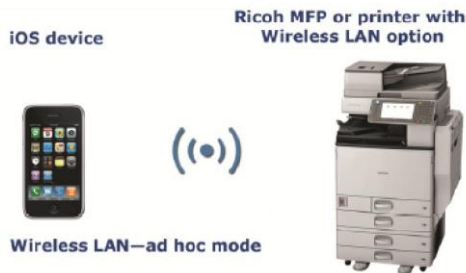 iOS device
Ricoh MFP or printer with
Wireless LAN option
Wireless LAN—ad hoc mode